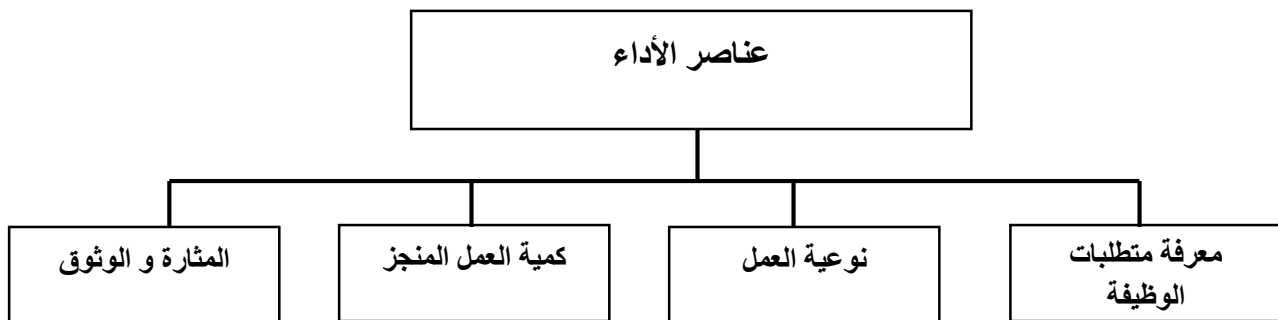 عناصر الأداء
معرفة متطلبات
الوظيفة
نوعية العمل
كمية العمل المنجز
المثارة و الوثوق